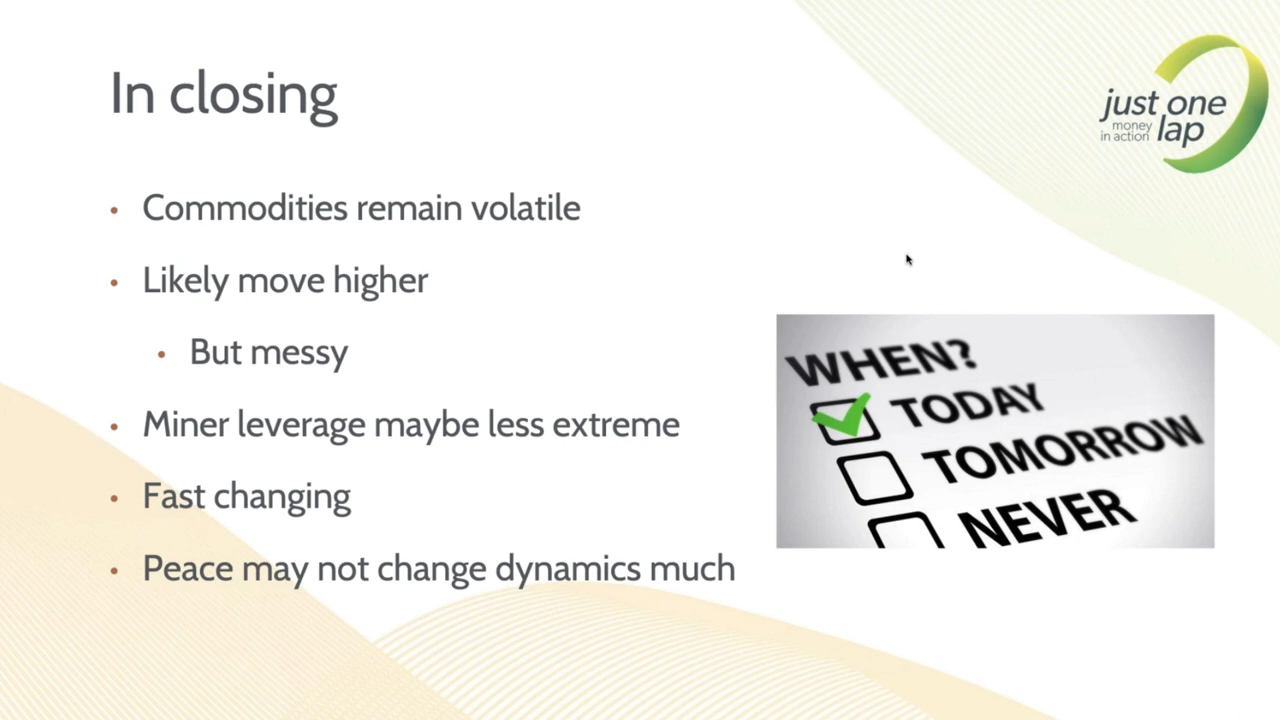 In closing
just one
money
in action
lap
Commodities remain volatile
Likely move higher
But messy
Miner leverage maybe less extreme
Fast changing
Peace may not change dynamics much
WHEN?
TODAY
TOMORROW
NEVER